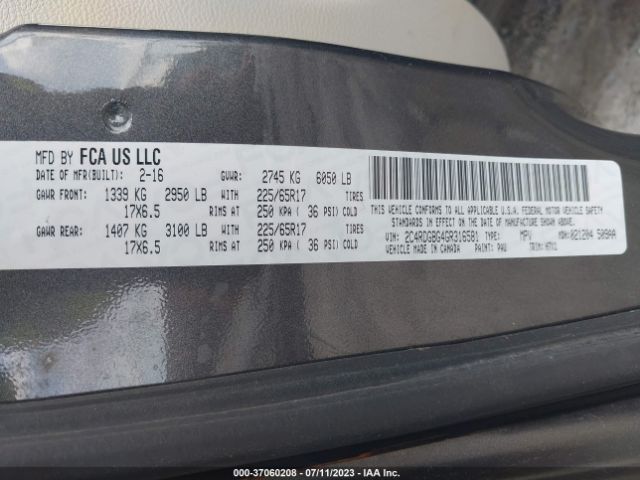 MFD BY FCA US LLC
DATE OF MFR(BUILT): 2-16 GVWR: 2745 KG 6050 LB
GAWR FRONT: 1339 KG 2950 LB WITH 225/65R17 TIRES
17X6.5 RIMS AT 250 KPA ( 36 PSI) COLD
GAWR REAR: 1407 KG 3100 LB WITH 225/65R17 TIRES
17X6.5 RIMS AT 250 KPA ( 36 PSI) COLD
THIS VEHICLE CONFORMS TO ALL APPLICABLE U.S.A. FEDERAL MOTOR VEHICLE SAFETY
STANDARDS IN EFFECT ON THE DATE OF MANUFACTURE SHOWN ABOVE.
VIN: 2C4RDGBG4GR316581 TYPE: MPV MDH: 021204 509AA
VEHICLE MADE IN CANADA PAINT: PAU TRIM:
000-37060208 - 07/11/2023 - IAA Inc.